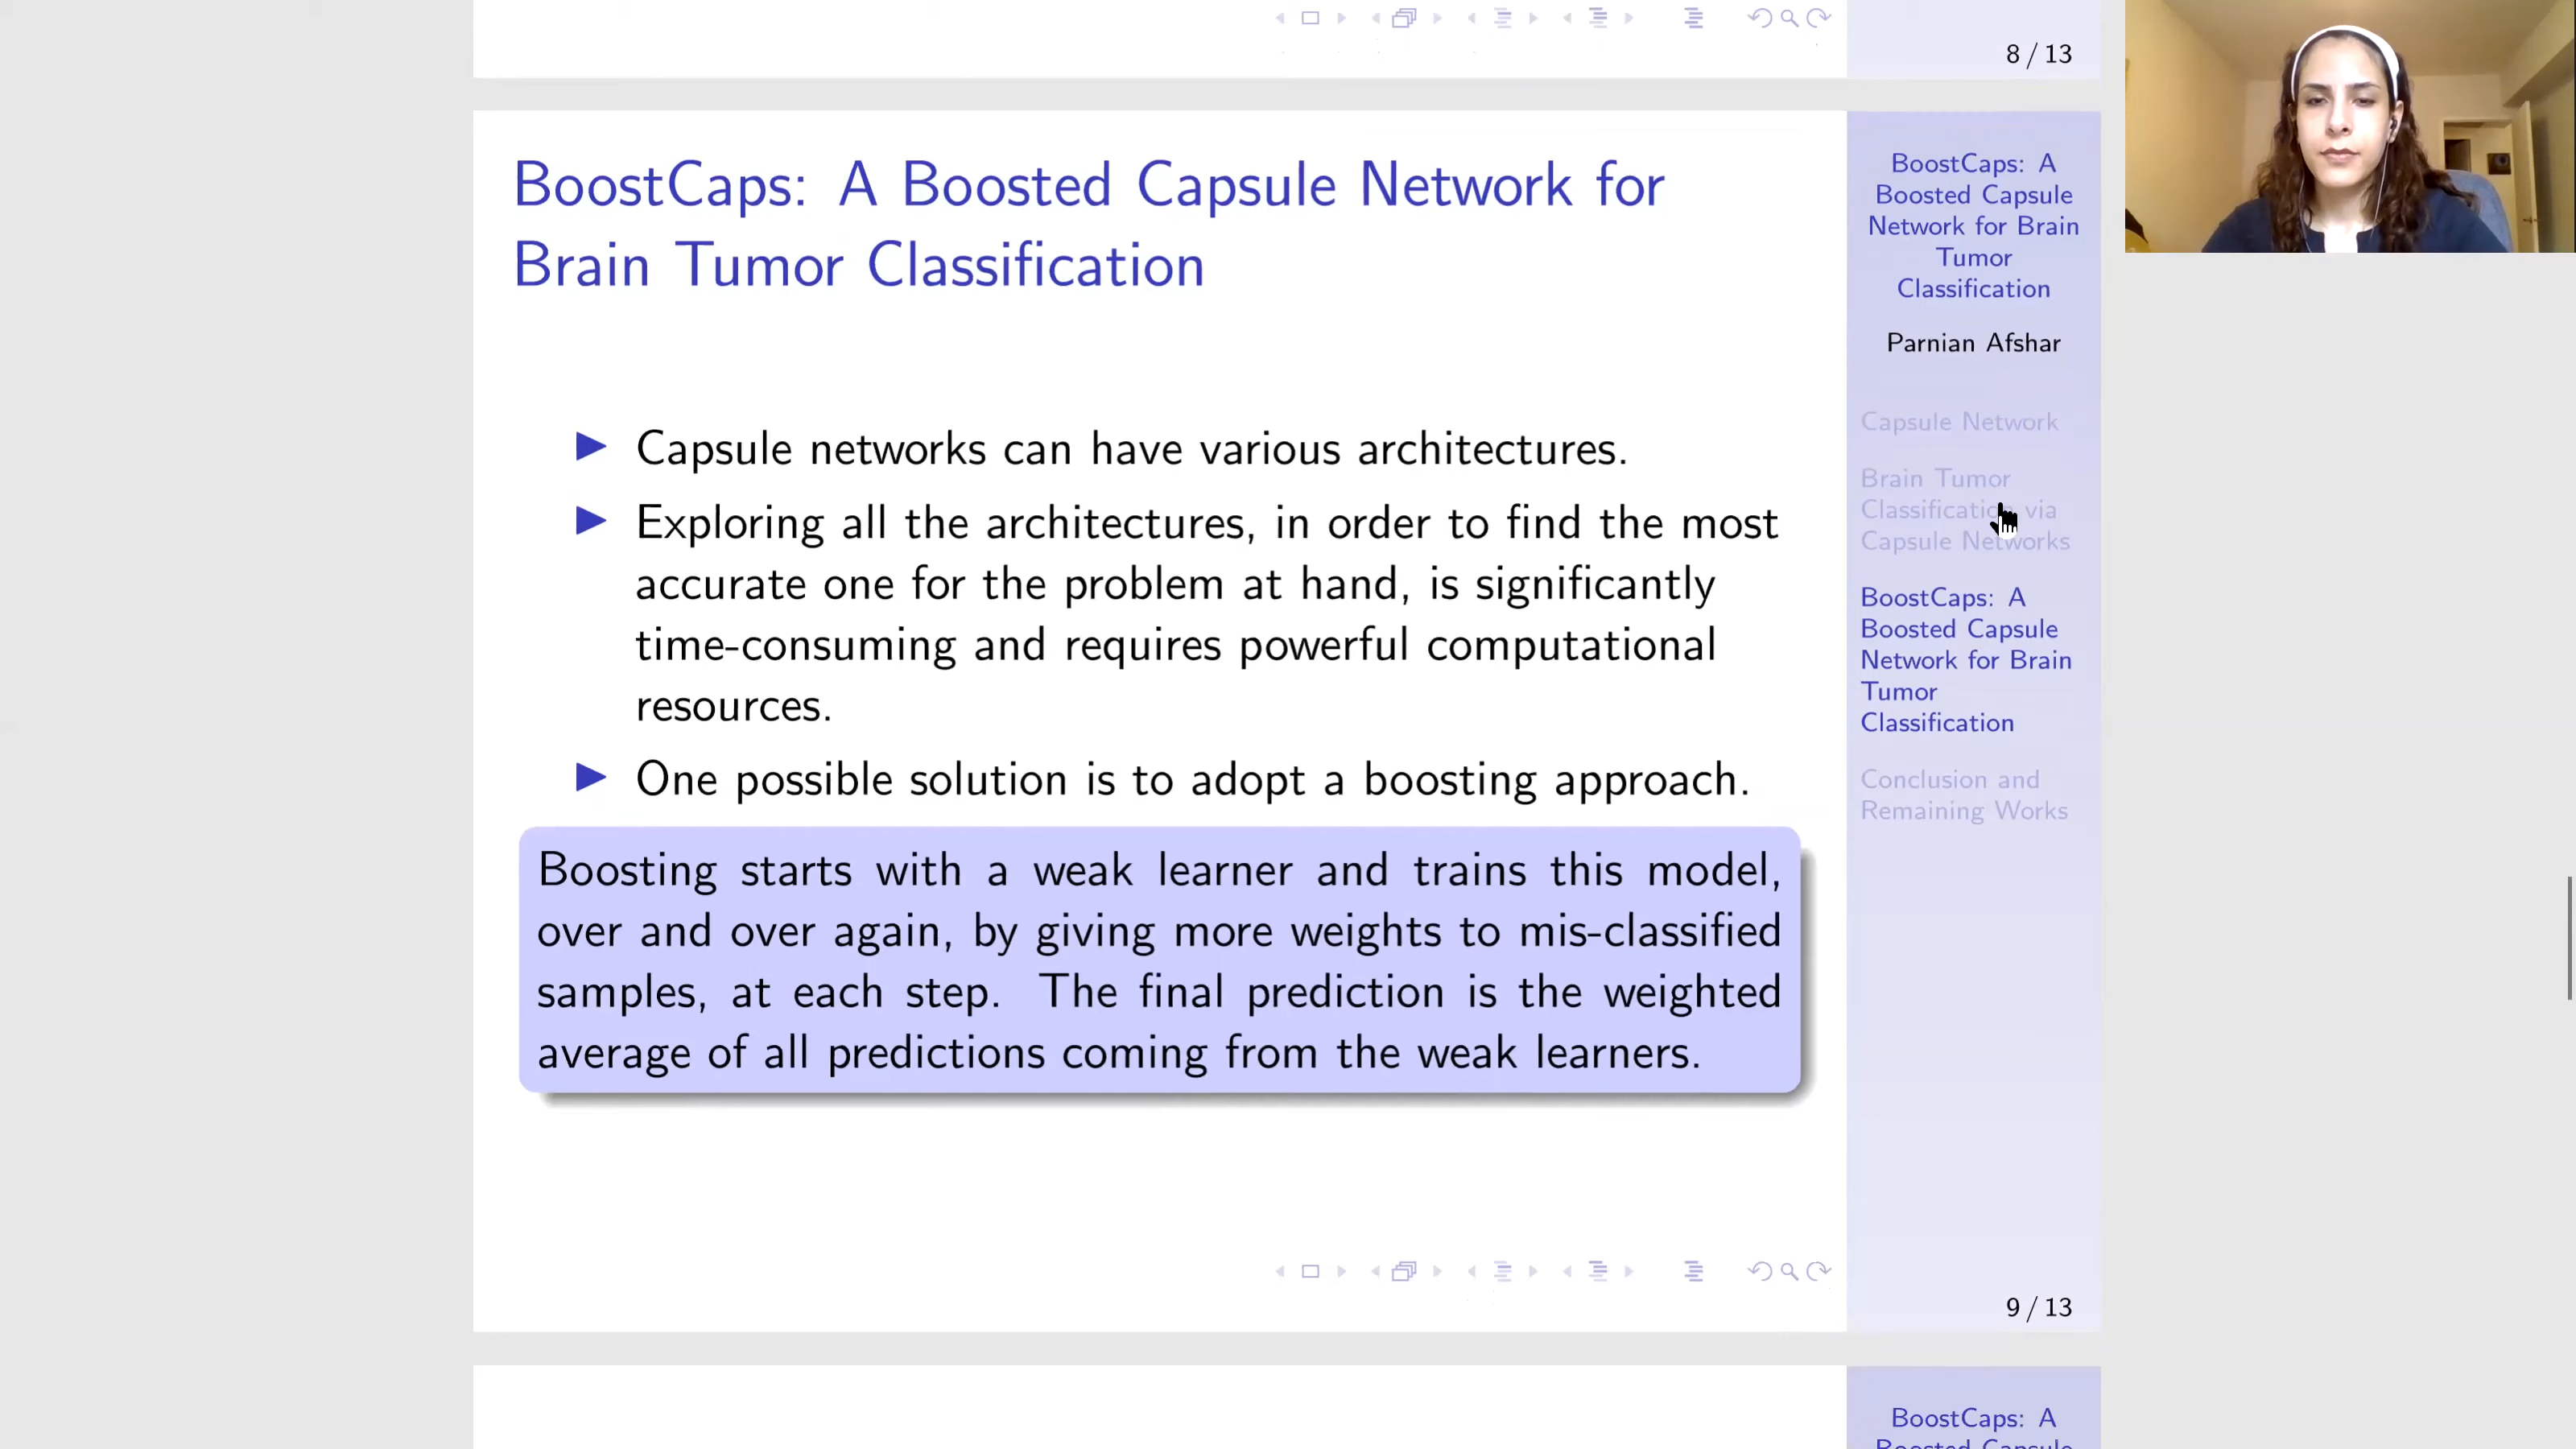 8 / 13
BoostCaps: A Boosted Capsule Network for
Brain Tumor Classification
Capsule networks can have various architectures.
Exploring all the architectures, in order to find the most
accurate one for the problem at hand, is significantly
time-consuming and requires powerful computational
resources.
One possible solution is to adopt a boosting approach.
Boosting starts with a weak learner and trains this model,
over and over again, by giving more weights to mis-classified
samples, at each step. The final prediction is the weighted
average of all predictions coming from the weak learners.
BoostCaps: A
Boosted Capsule
Network for Brain
Tumor
Classification
Parnian Afshar
Capsule Network
Brain Tumor
Classification via
Capsule Networks
BoostCaps: A
Boosted Capsule
Network for Brain
Tumor
Classification
Conclusion and
Remaining Works
9 / 13
BoostCaps: A
Boosted Capsule